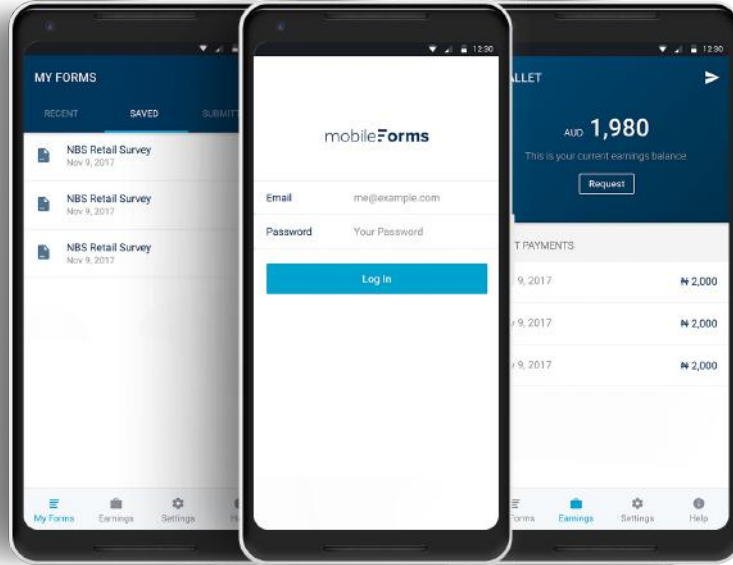 MY FORMS
RECENT SAVED SUBMITT
NBS Retail Survey
Nov 9, 2017
NBS Retail Survey
Nov 9, 2017
NBS Retail Survey
Nov 9, 2017
My Forms Earnings Settings H
12:30
mobileForms
Email me@example.com
Password Your Password
Log In
12:30
LLET
AUD 1,980
This is your current earnings balance
Request
T PAYMENTS
9, 2017 ₦ 2,000
9, 2017 ₦ 2,000
9, 2017 ₦ 2,000
Forms Earnings Settings Help